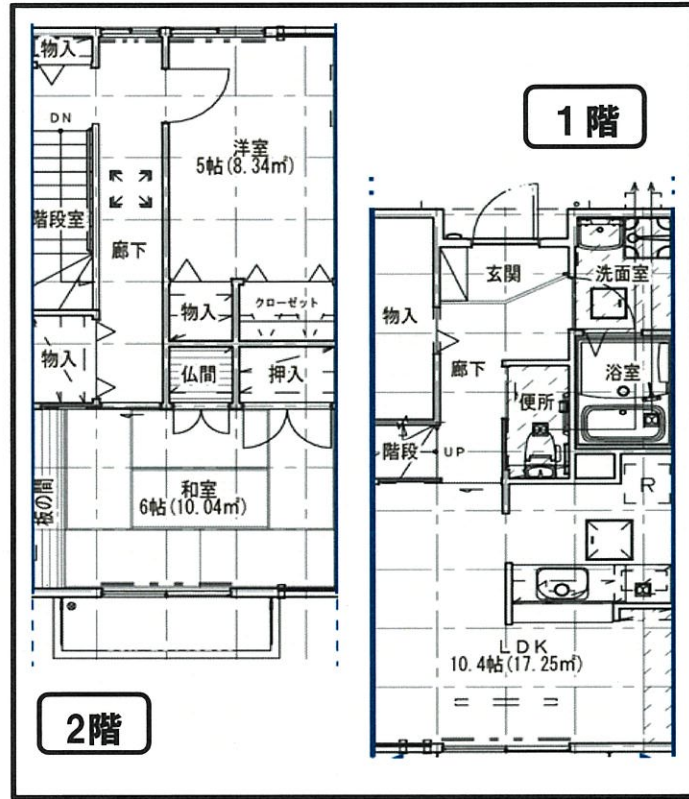 物入
DN
洋室
5帖(8.34㎡)
階段室
廊下
物入
クローゼット
物入
仏間
押入
和室
6帖(10.04㎡)
板の間
2階
1階
玄関
洗面室
物入
廊下
浴室
便所
階段
UP
R
LDK
10.4帖(17.25㎡)